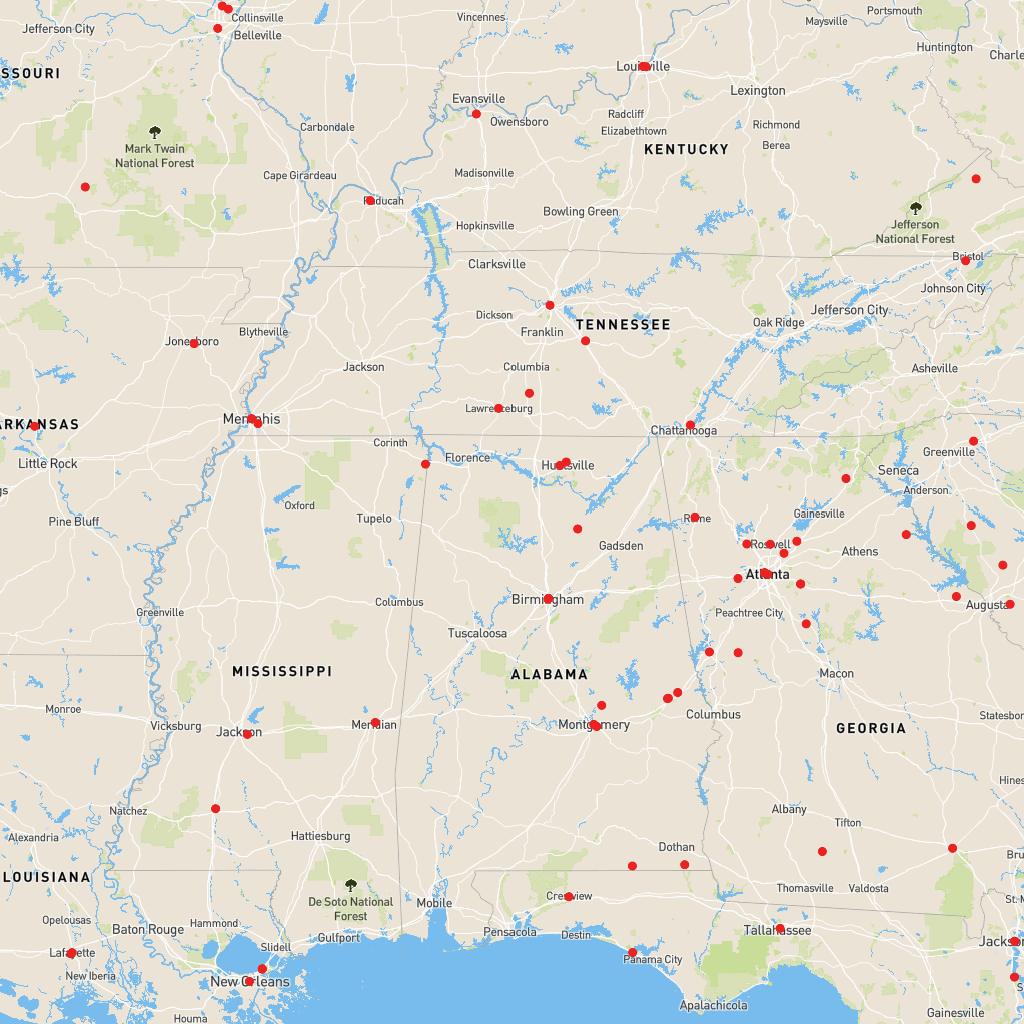 Vincennes
Portsmouth
Collinsville
Maysville
Jefferson City
Belleville
Huntington
Charle
SSOURI
Louisville
Lexington
Evansville
Owensboro
Radcliff
Carbondale
Elizabethtown
Richmond
Berea
KENTUCKY
Mark Twain
National Forest
Cape Girardeau
Madisonville
Paducah
Bowling Green
Hopkinsville
Jefferson
National Forest
Bristol
Clarksville
Johnson City
Dickson
Jefferson City
Blytheville
Franklin
TENNESSEE
Oak Ridge
Jonesboro
Jackson
Columbia
Asheville
Lawrenceburg
Memphis
ARKANSAS
Chattanooga
Corinth
Greenville
Florence
Huntsville
Little Rock
Seneca
gs
Anderson
Oxford
Pine Bluff
Tupelo
Rome
Gainesville
Gadsden
Roswell
Athens
Atlanta
Columbus
Birmingham
Augusta
Greenville
Peachtree City
Tuscaloosa
MISSISSIPPI
ALABAMA
Macon
Monroe
Columbus
Statesbor
Vicksburg
Jackson
Meridian
Montgomery
GEORGIA
Hines
Natchez
Albany
Alexandria
Hattiesburg
Tifton
Dothan
Bru
LOUISIANA
Thomasville
Valdosta
De Soto National
Forest
Crestview
St. M
Mobile
Opelousas
Hammond
Baton Rouge
Pensacola
Destin
Tallahassee
Gulfport
Jackso
Slidell
Lafayette
Panama City
New Iberia
New Orleans
S
Apalachicola
Houma
Gainesville